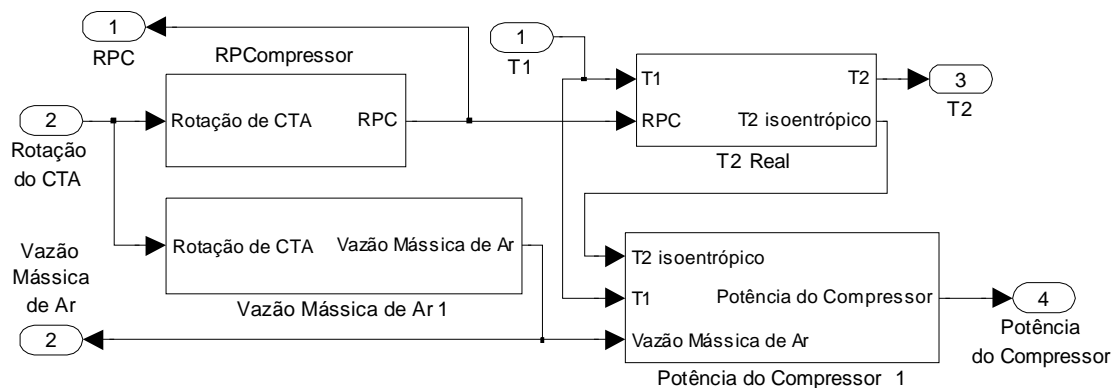 1
RPC
RPCompressor
1
T1
2
Rotação
do CTA
Rotação de CTA
RPC
T1
RPC
T2
T2 isoentrópico
T2 Real
3
T2
Rotação de CTA
Vazão Mássica de Ar
Vazão Mássica de Ar 1
Vazão
Mássica
de Ar
2
T2 isoentrópico
T1
Vazão Mássica de Ar
Potência do Compressor
Potência do Compressor 1
4
Potência
do Compressor